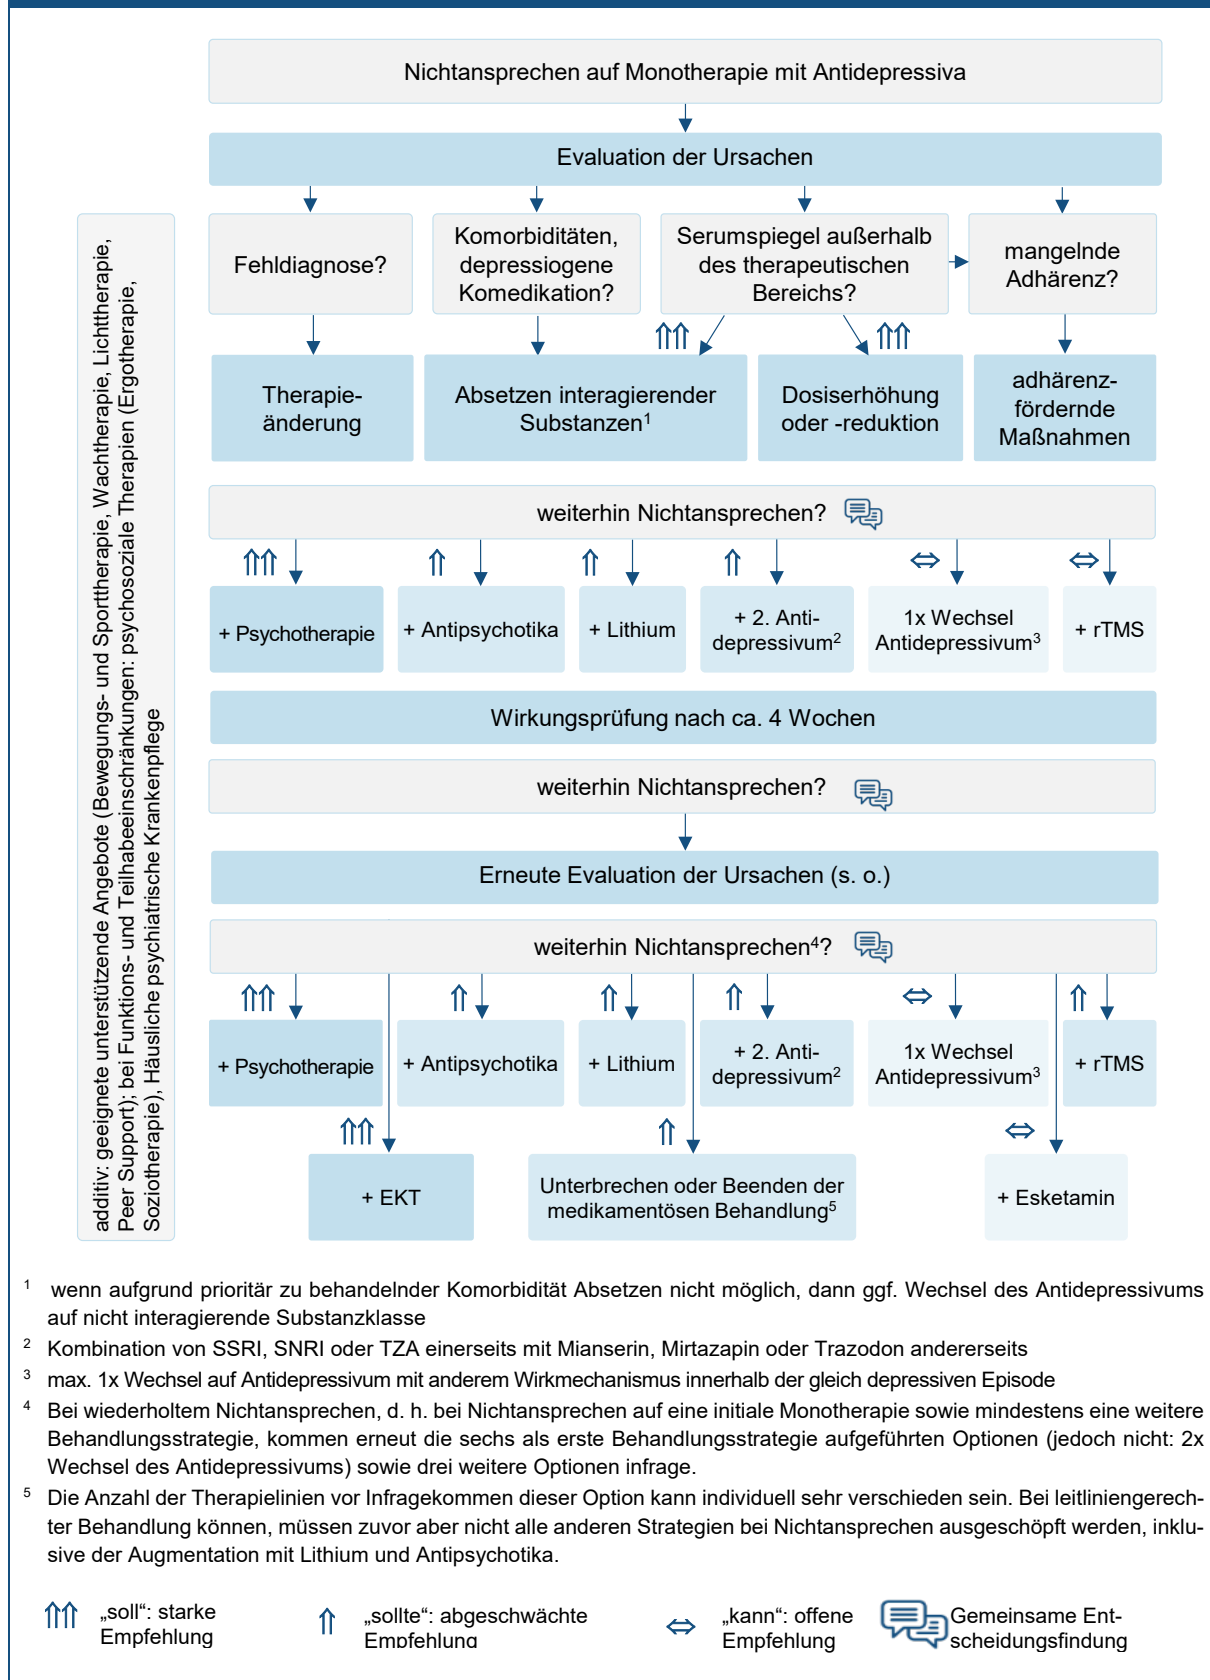 Nichtansprechen auf Monotherapie mit Antidepressiva
Evaluation der Ursachen
Fehldiagnose?
Komorbiditäten,
depressiogene
Komedikation?
Serumspiegel außerhalb
des therapeutischen
Bereichs?
mangelnde
Adhärenz?
⇑⇑
⇑⇑
Therapie-
änderung
Absetzen interagierender
Substanzen¹
Dosiserhöhung
oder -reduktion
adhärenz-
fördernde
Maßnahmen
weiterhin Nichtansprechen?
⇑⇑
⇑
⇑
⇑
⇔
⇔
+ Psychotherapie
+ Antipsychotika
+ Lithium
+ 2. Anti-
depressivum²
1x Wechsel
Antidepressivum³
+ rTMS
Wirkungsprüfung nach ca. 4 Wochen
weiterhin Nichtansprechen?
Erneute Evaluation der Ursachen (s. o.)
weiterhin Nichtansprechen⁴?
⇑⇑
⇑
⇑
⇑
⇔
⇑
+ Psychotherapie
+ Antipsychotika
+ Lithium
+ 2. Anti-
depressivum²
1x Wechsel
Antidepressivum³
+ rTMS
⇑⇑
⇑
⇔
+ EKT
Unterbrechen oder Beenden der
medikamentösen Behandlung⁵
+ Esketamin
additiv: geeignete unterstützende Angebote (Bewegungs- und Sporttherapie, Wachtherapie, Lichttherapie,
Peer Support); bei Funktions- und Teilhabeeinschränkungen: psychosoziale Therapien (Ergotherapie,
Soziotherapie), Häusliche psychiatrische Krankenpflege
¹ wenn aufgrund prioritär zu behandelnder Komorbidität Absetzen nicht möglich, dann ggf. Wechsel des Antidepressivums
auf nicht interagierende Substanzklasse
² Kombination von SSRI, SNRI oder TZA einerseits mit Mianserin, Mirtazapin oder Trazodon andererseits
³ max. 1x Wechsel auf Antidepressivum mit anderem Wirkmechanismus innerhalb der gleich depressiven Episode
⁴ Bei wiederholtem Nichtansprechen, d. h. bei Nichtansprechen auf eine initiale Monotherapie sowie mindestens eine weitere
Behandlungsstrategie, kommen erneut die sechs als erste Behandlungsstrategie aufgeführten Optionen (jedoch nicht: 2x
Wechsel des Antidepressivums) sowie drei weitere Optionen infrage.
⁵ Die Anzahl der Therapielinien vor Infragekommen dieser Option kann individuell sehr verschieden sein. Bei leitliniengerech-
ter Behandlung können, müssen zuvor aber nicht alle anderen Strategien bei Nichtansprechen ausgeschöpft werden, inklu-
sive der Augmentation mit Lithium und Antipsychotika.
⇑⇑ „soll“: starke
Empfehlung
⇑ „sollte“: abgeschwächte
Empfehlung
⇔ „kann“: offene
Empfehlung
Gemeinsame Ent-
scheidungsfindung